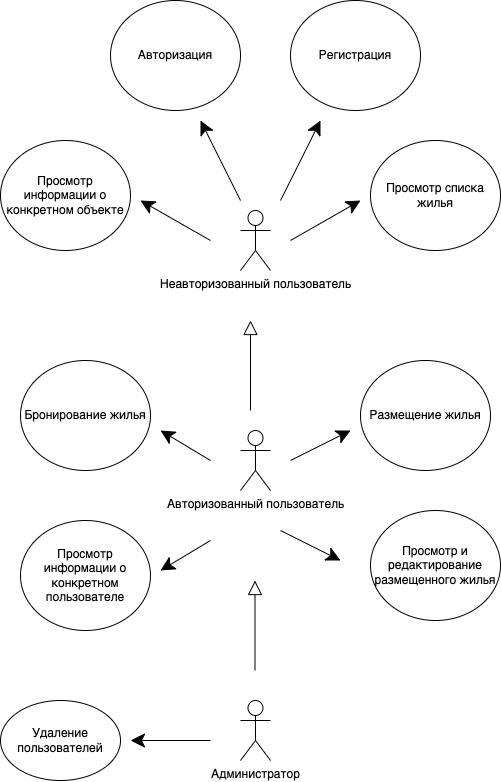 Авторизация
Регистрация
Просмотр
информации о
конкретном объекте
Просмотр списка
жилья
Неавторизованный пользователь
Бронирование жилья
Размещение жилья
Авторизованный пользователь
Просмотр
информации о
конкретном
пользователе
Просмотр и
редактирование
размещенного жилья
Удаление
пользователей
Администратор